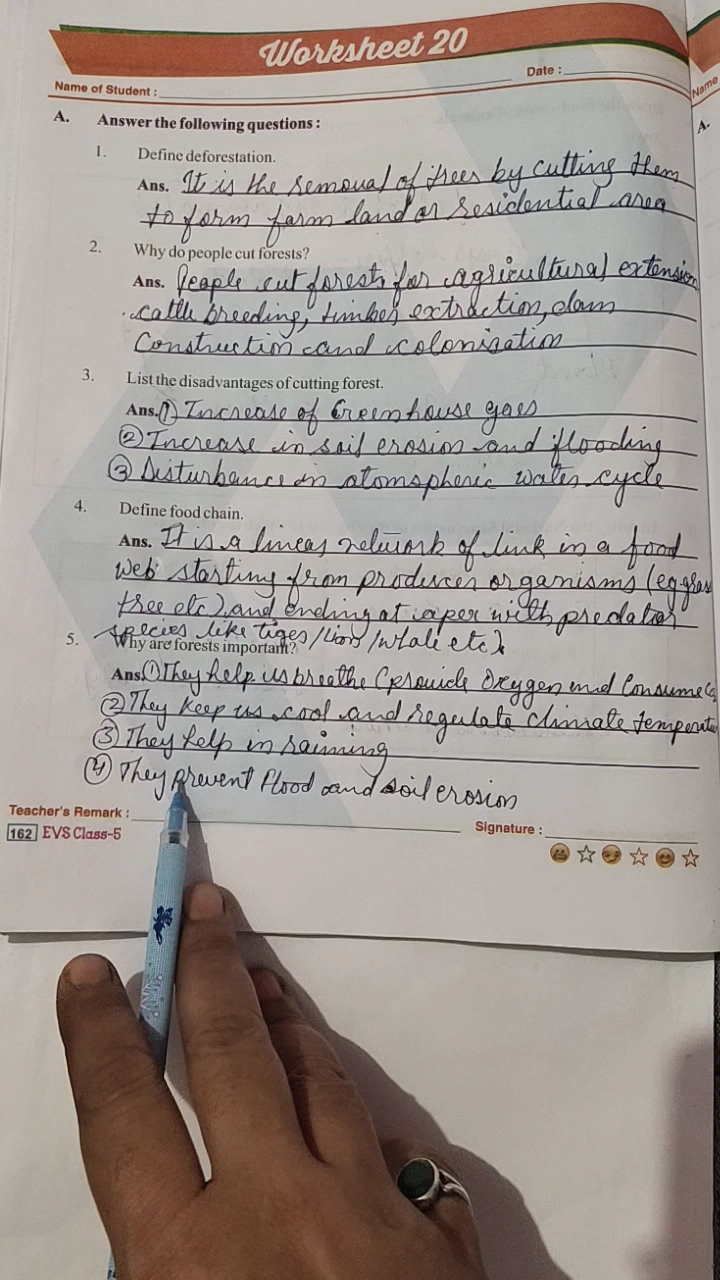 Worksheet 20
Name of Student : Date :
Name
A. Answer the following questions :
A.
1. Define deforestation.
Ans. It is the removal of trees by cutting them
to form farm land or residential area
2. Why do people cut forests?
Ans. People cut forests for agricultural extension
cattle breeding, timber extraction, dam
Construction and colonisation
3. List the disadvantages of cutting forest.
Ans. ① Increase of Greenhouse gaes
② Increase in soil erosion and flooding
③ Disturbance in atomspheric water cycle
4. Define food chain.
Ans. It is a linear network of link in a food
Web starting from producer organisms (eg gras
tree etc) and ending at apex with predator
species like tiger/lion/whale etc)
5. Why are forests important?
Ans. ① They help us breathe (provide Oxygen and Consume Co
② They keep us cool and regulate climate temperatu
③ They help in raining
④ They prevent flood and soil erosion
Teacher's Remark : Signature :
162 EVS Class-5